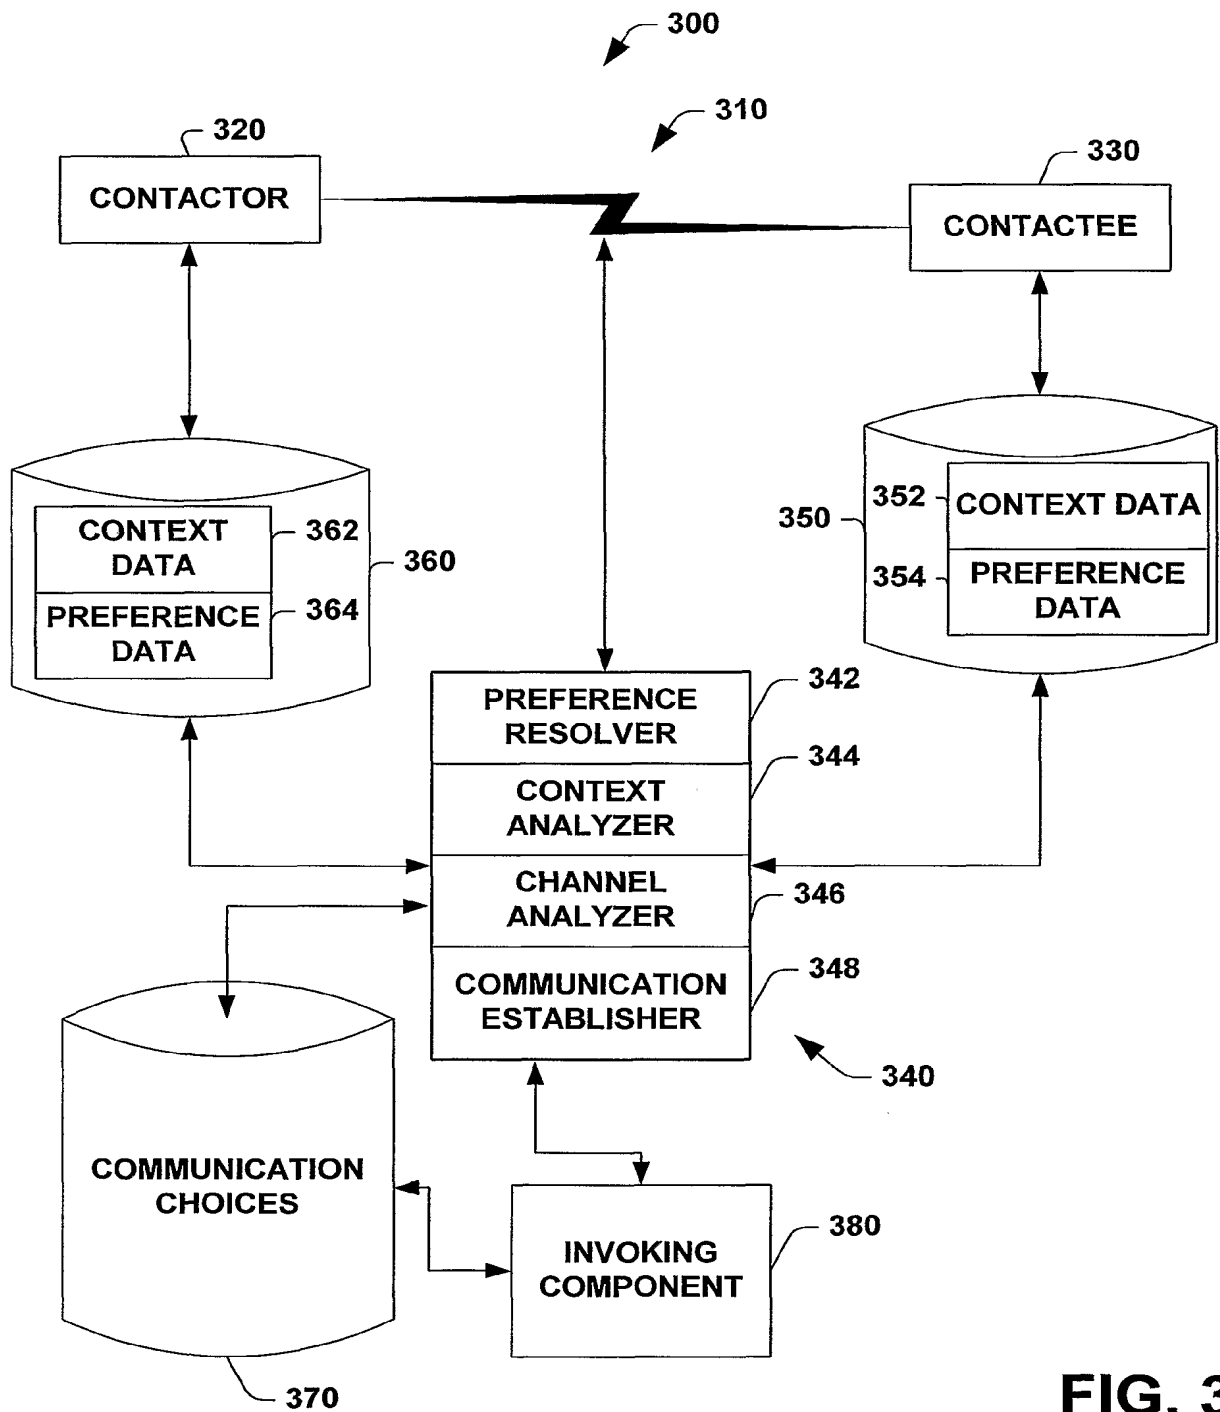 300
310
320
CONTACTOR
330
CONTACTEE
CONTEXT
DATA
362
PREFERENCE
DATA
364
360
350
352
CONTEXT DATA
354
PREFERENCE
DATA
PREFERENCE
RESOLVER
342
CONTEXT
ANALYZER
344
CHANNEL
ANALYZER
346
COMMUNICATION
ESTABLISHER
348
340
COMMUNICATION
CHOICES
370
INVOKING
COMPONENT
380
FIG. 3